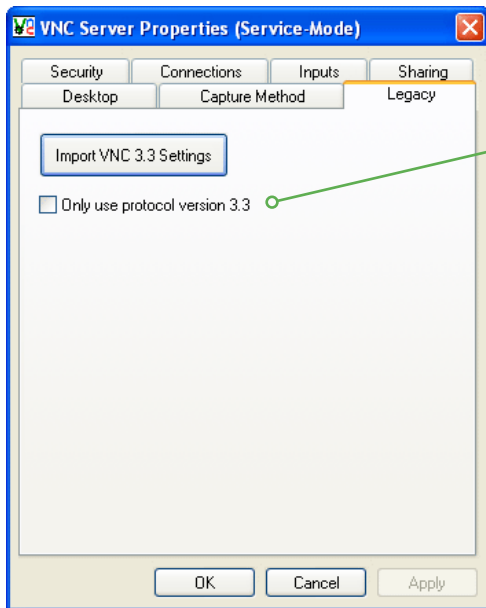 VNC Server Properties (Service-Mode)
Security Connections Inputs Sharing
Desktop Capture Method Legacy
Import VNC 3.3 Settings
Only use protocol version 3.3
OK Cancel Apply